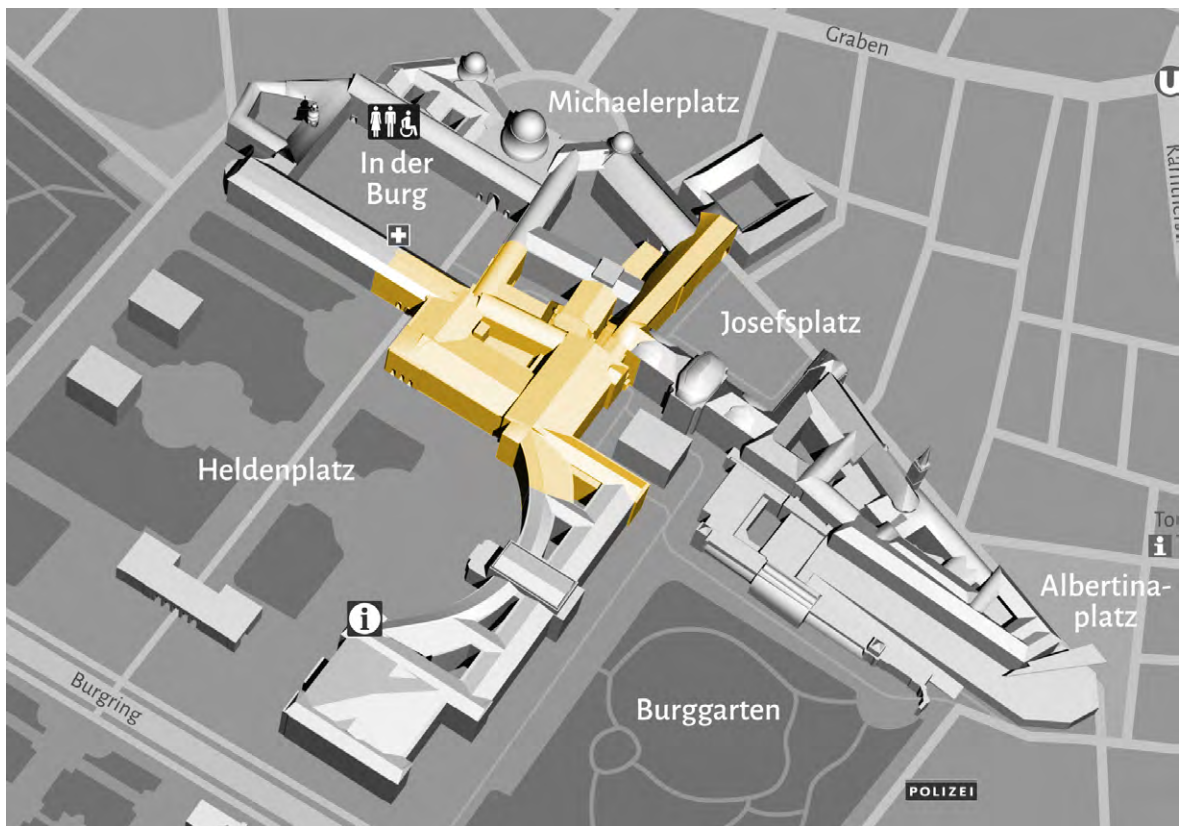 Graben
U
Michaelerplatz
In der
Burg
Josefsplatz
Heldenplatz
i
Albertina-
platz
i
Burgring
Burggarten
POLIZEI